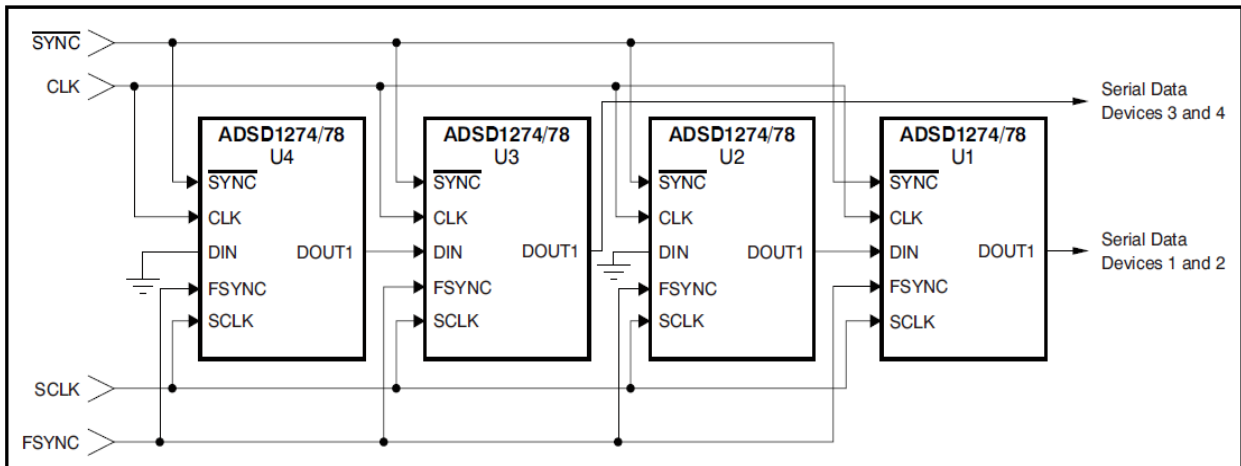 SYNC
CLK
Serial Data
Devices 3 and 4
ADSD1274/78
U4
SYNC
CLK
DIN
DOUT1
FSYNC
SCLK
ADSD1274/78
U3
SYNC
CLK
DIN
DOUT1
FSYNC
SCLK
ADSD1274/78
U2
SYNC
CLK
DIN
DOUT1
FSYNC
SCLK
ADSD1274/78
U1
SYNC
CLK
DIN
DOUT1
FSYNC
SCLK
Serial Data
Devices 1 and 2
SCLK
FSYNC